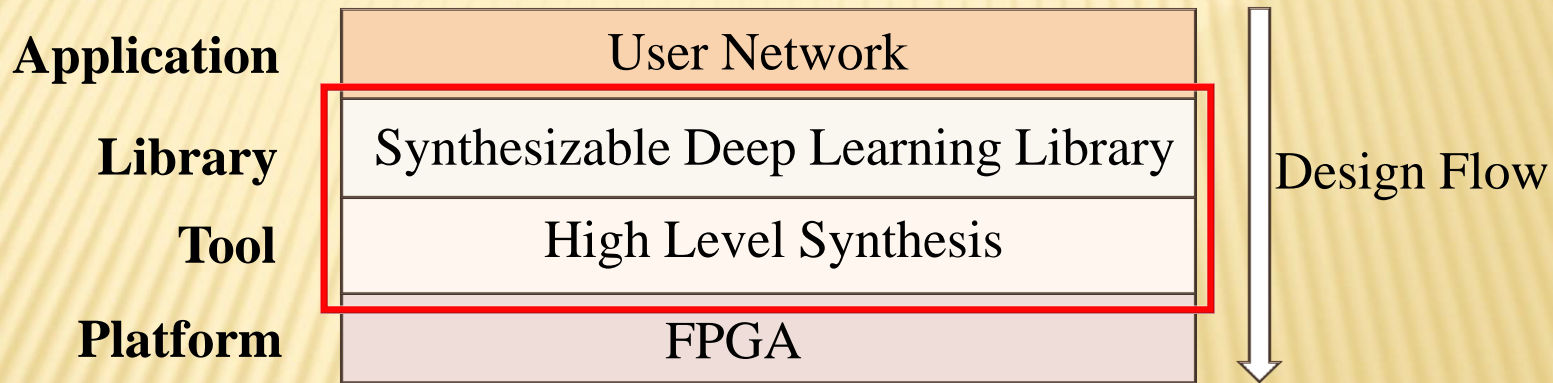 Application
User Network
Library
Synthesizable Deep Learning Library
Design Flow
Tool
High Level Synthesis
Platform
FPGA